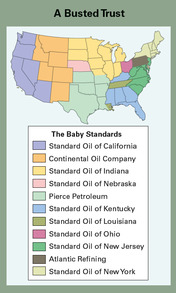 A Busted Trust
The Baby Standards
Standard Oil of California
Continental Oil Company
Standard Oil of Indiana
Standard Oil of Nebraska
Pierce Petroleum
Standard Oil of Kentucky
Standard Oil of Louisiana
Standard Oil of Ohio
Standard Oil of New Jersey
Atlantic Refining
Standard Oil of New York